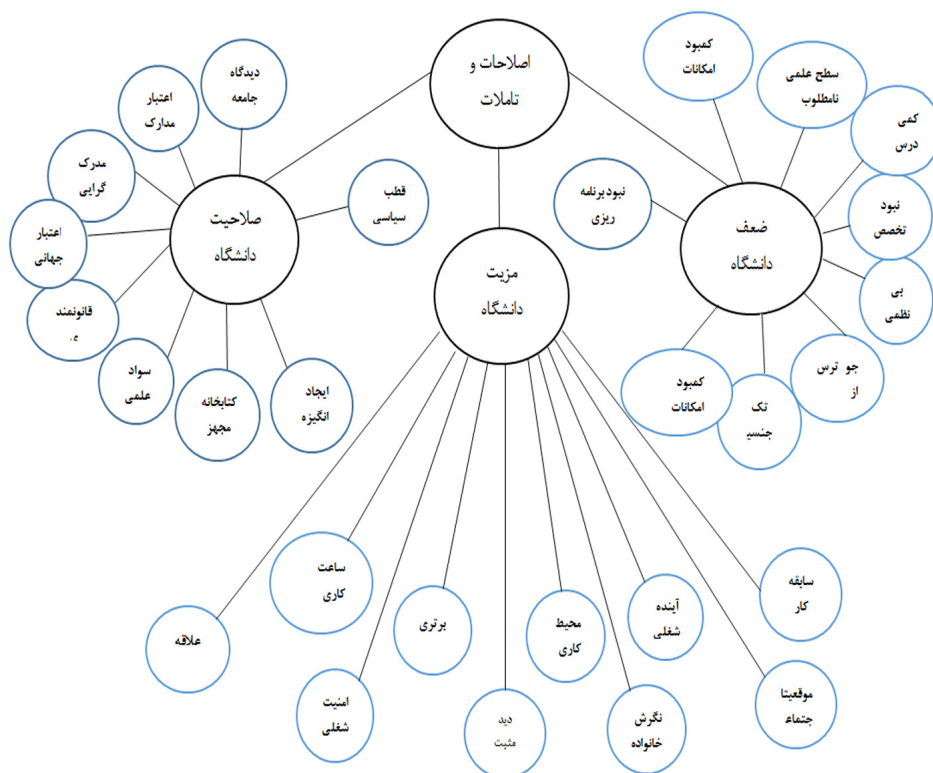 اصلاحات و
تاملات
صلاحیت
دانشگاه
مزیت
دانشگاه
ضعف
دانشگاه
دیدگاه
جامعه
اعتبار
مدارک
مدرک
گرایی
اعتبار
جهانی
قانونمند
ی
سواد
علمی
کتابخانه
مجهز
ایجاد
انگیزه
قطب
سیاسی
کمبود
امکانات
سطح علمی
نامطلوب
کمی
درس
نبود
تخصص
بی
نظمی
جو ترس
از
تک
جنسی
کمبود
امکانات
نبودبرنامه
ریزی
علاقه
ساعت
کاری
امنیت
شغلی
برتری
دید
مثبت
محیط
کاری
نگرش
خانواده
آینده
شغلی
موقعیتا
جتماع
سابقه
کار